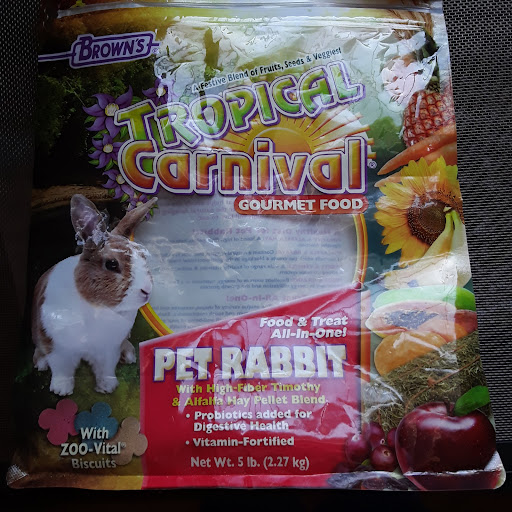 BROWN'S
A Festive Blend of Fruits, Seeds & Veggies!
TROPICAL
Carnival®
GOURMET FOOD
Food & Treat
All-In-One!
PET RABBIT
With High-Fiber Timothy
& Alfalfa Hay Pellet Blend
• Probiotics added for
Digestive Health
• Vitamin-Fortified
Net Wt. 5 lb. (2.27 kg)
With
ZOO-Vital®
Biscuits